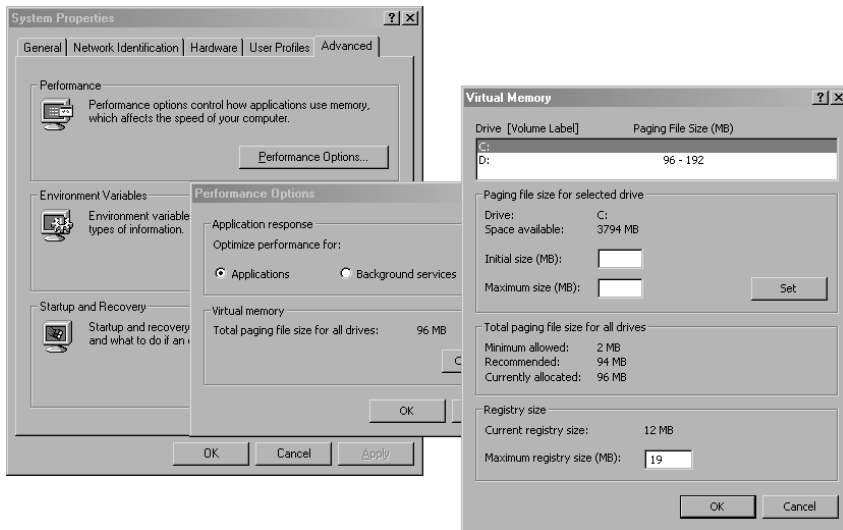 System Properties
General
Network Identification
Hardware
User Profiles
Advanced
Performance
Performance options control how applications use memory,
which affects the speed of your computer.
Performance Options...
Environment Variables
Environment variable
types of information.
Startup and Recovery
Startup and recovery
and what to do if an
OK
Cancel
Apply
Performance Options
Application response
Optimize performance for:
Applications
Background services
Virtual memory
Total paging file size for all drives: 96 MB
OK
Virtual Memory
Drive [Volume Label] Paging File Size (MB)
C:
D: 96 - 192
Paging file size for selected drive
Drive: C:
Space available: 3794 MB
Initial size (MB):
Maximum size (MB):
Set
Total paging file size for all drives
Minimum allowed: 2 MB
Recommended: 94 MB
Currently allocated: 96 MB
Registry size
Current registry size: 12 MB
Maximum registry size (MB): 19
OK
Cancel